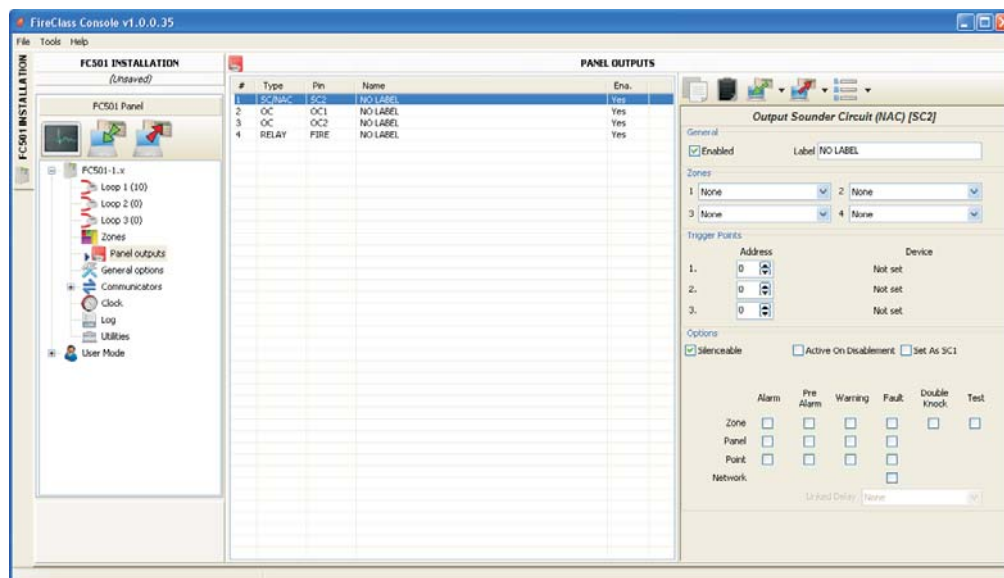 FireClass Console v1.0.0.35
File Tools Help
FC501 INSTALLATION
FC501 INSTALLATION
(Unsaved)
FC501 Panel
FC501-1.x
Loop 1 (10)
Loop 2 (0)
Loop 3 (0)
Zones
Panel outputs
General options
Communicators
Clock
Log
Utilities
User Mode
PANEL OUTPUTS
# Type Pin Name Ena.
1 SC/NAC SC2 NO LABEL Yes
2 OC OC1 NO LABEL Yes
3 OC OC2 NO LABEL Yes
4 RELAY FIRE NO LABEL Yes
Output Sounder Circuit (NAC) [SC2]
General
Enabled Label NO LABEL
Zones
1 None 2 None
3 None 4 None
Trigger Points
Address Device
1. 0 Not set
2. 0 Not set
3. 0 Not set
Options
Silenceable Active On Disablement Set As SC1
Alarm Pre Alarm Warning Fault Double Knock Test
Zone
Panel
Point
Network
Linked Delay None